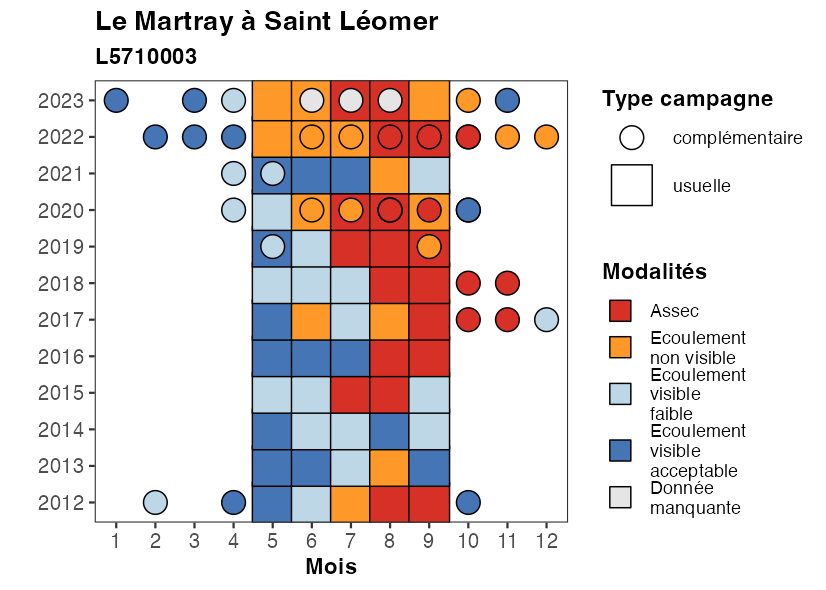 Le Martray à Saint Léomer
L5710003
2023
2022
2021
2020
2019
2018
2017
2016
2015
2014
2013
2012
1 2 3 4 5 6 7 8 9 10 11 12
Mois
Type campagne
complémentaire
usuelle
Modalités
Assec
Ecoulement
non visible
Ecoulement
visible
faible
Ecoulement
visible
acceptable
Donnée
manquante